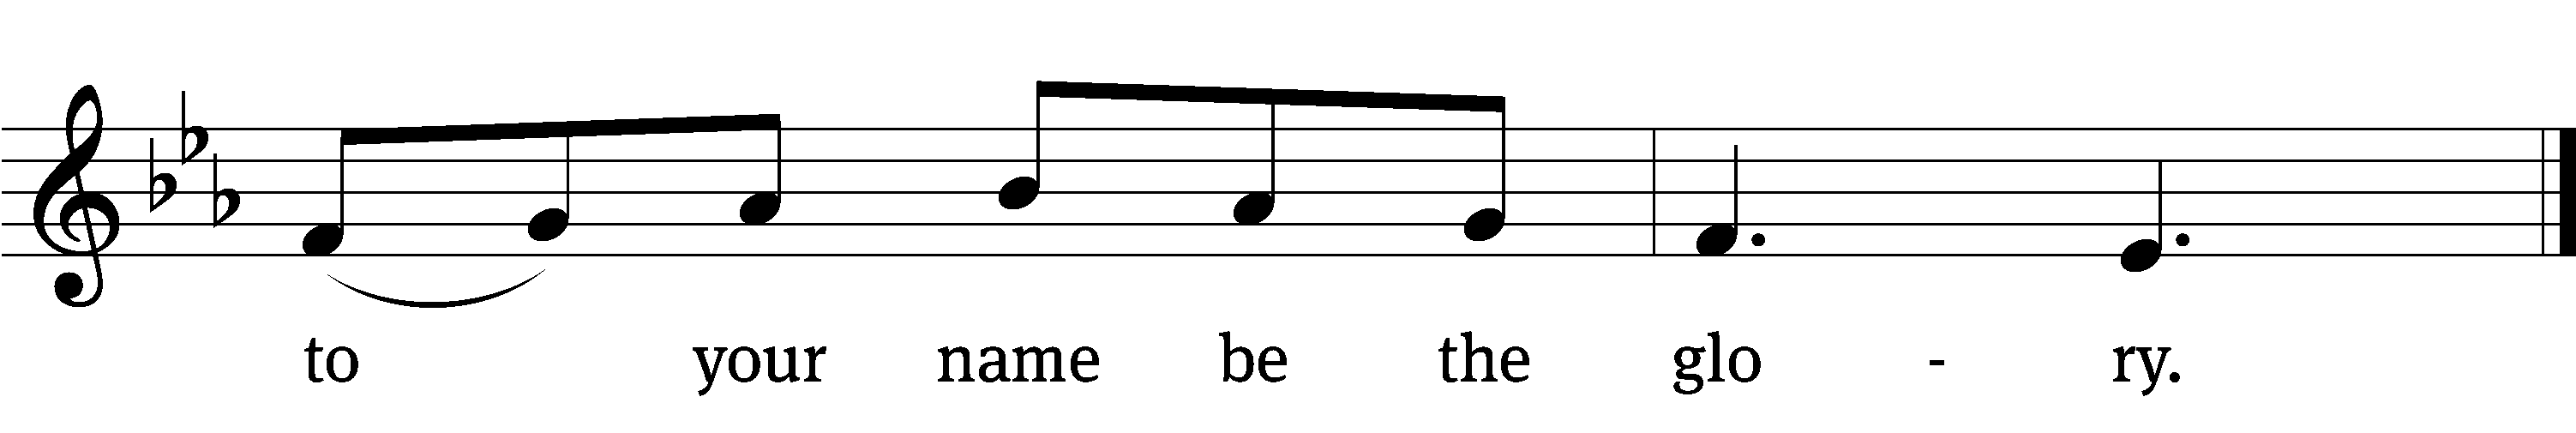 to your name be the glo - ry.